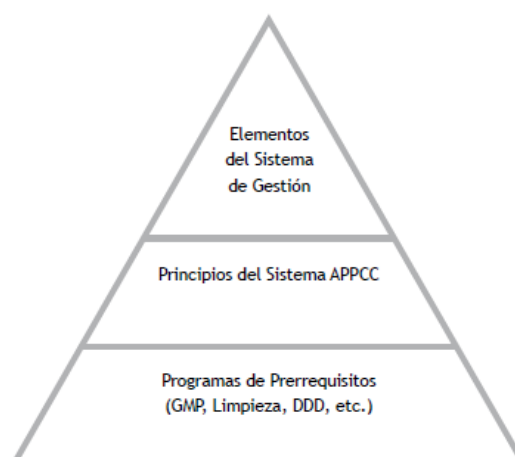 Elementos
del Sistema
de Gestión
Principios del Sistema APPCC
Programas de Prerrequisitos
(GMP, Limpieza, DDD, etc.)